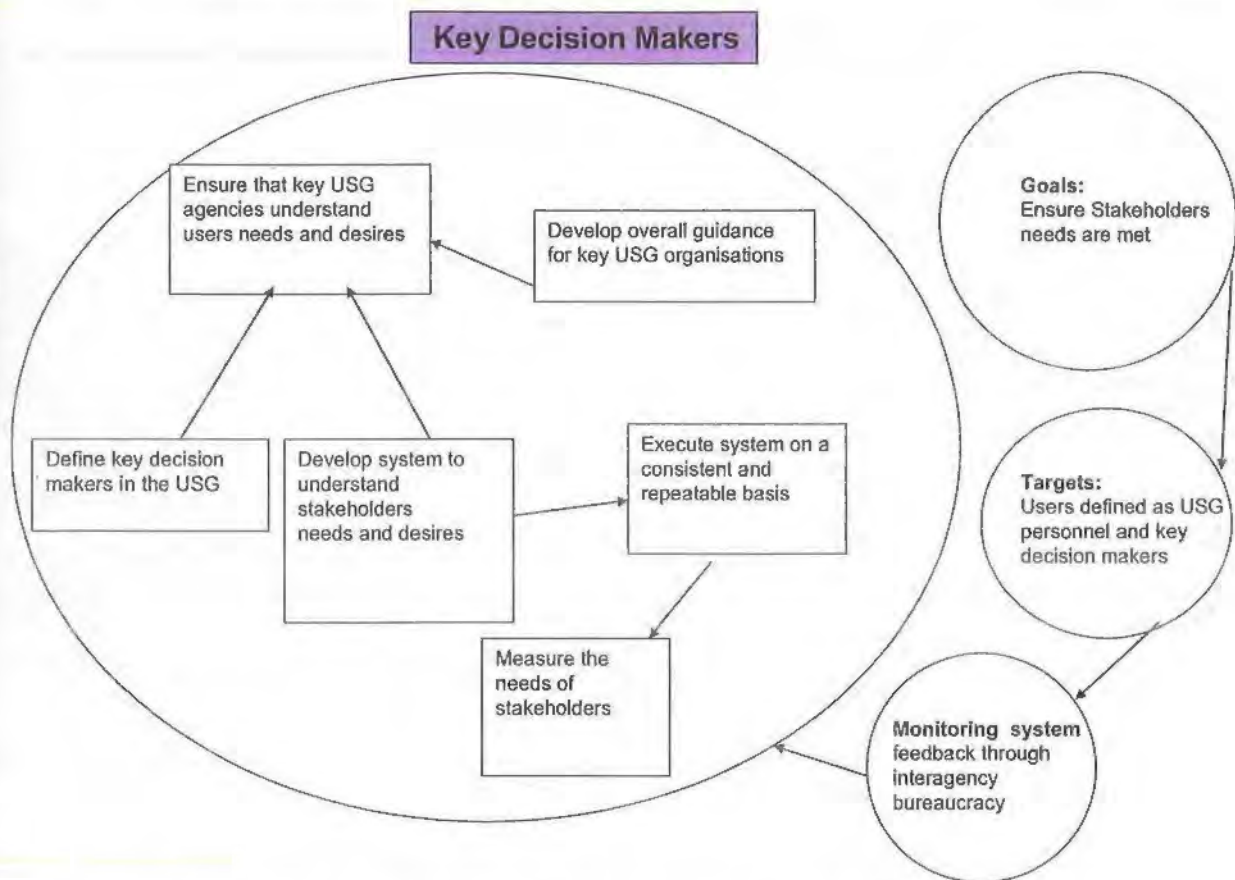 Key Decision Makers
Ensure that key USG
agencies understand
users needs and desires
Develop overall guidance
for key USG organisations
Goals:
Ensure Stakeholders
needs are met
Define key decision
makers in the USG
Develop system to
understand
stakeholders
needs and desires
Execute system on a
consistent and
repeatable basis
Targets:
Users defined as USG
personnel and key
decision makers
Measure the
needs of
stakeholders
Monitoring system
feedback through
interagency
bureaucracy